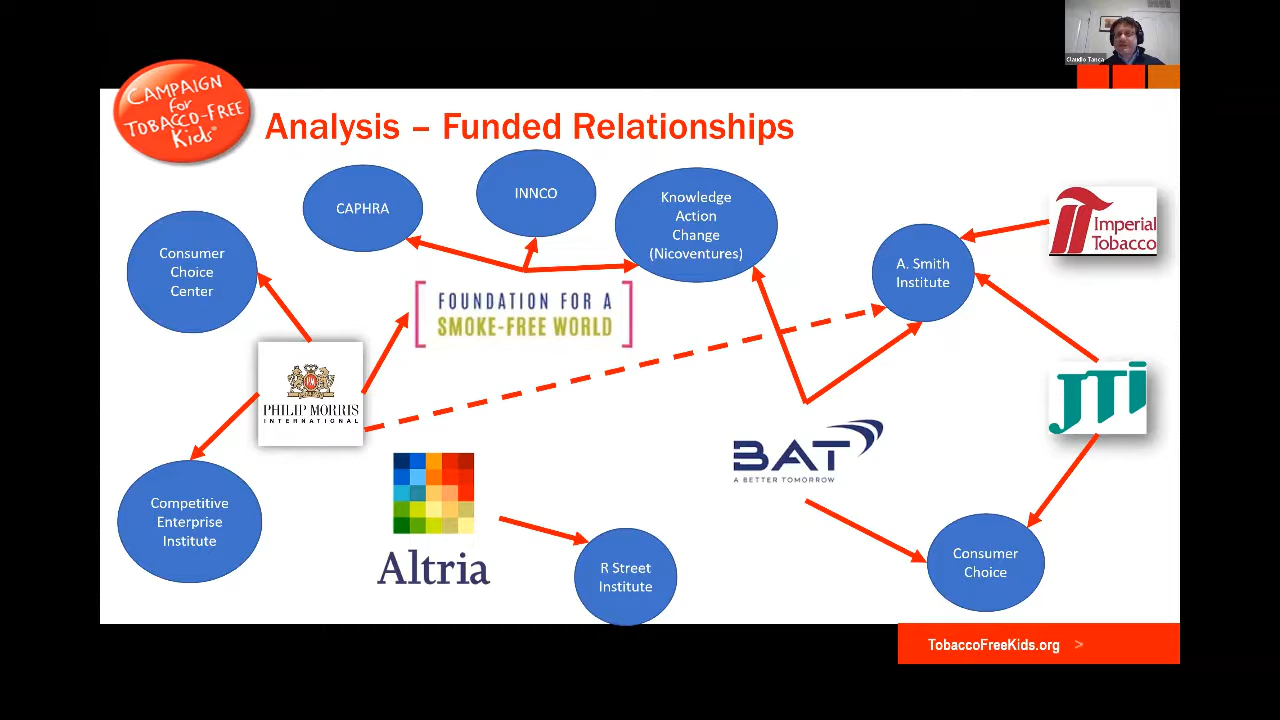 Claudio Tanca
CAMPAIGN
for
TOBACCO-FREE
Kids®
Analysis – Funded Relationships
CAPHRA
INNCO
Knowledge
Action
Change
(Nicoventures)
Imperial
Tobacco
Consumer
Choice
Center
A. Smith
Institute
FOUNDATION FOR A
SMOKE-FREE WORLD
PHILIP MORRIS
INTERNATIONAL
JTi
BAT
A BETTER TOMORROW
Competitive
Enterprise
Institute
Altria
R Street
Institute
Consumer
Choice
TobaccoFreeKids.org >